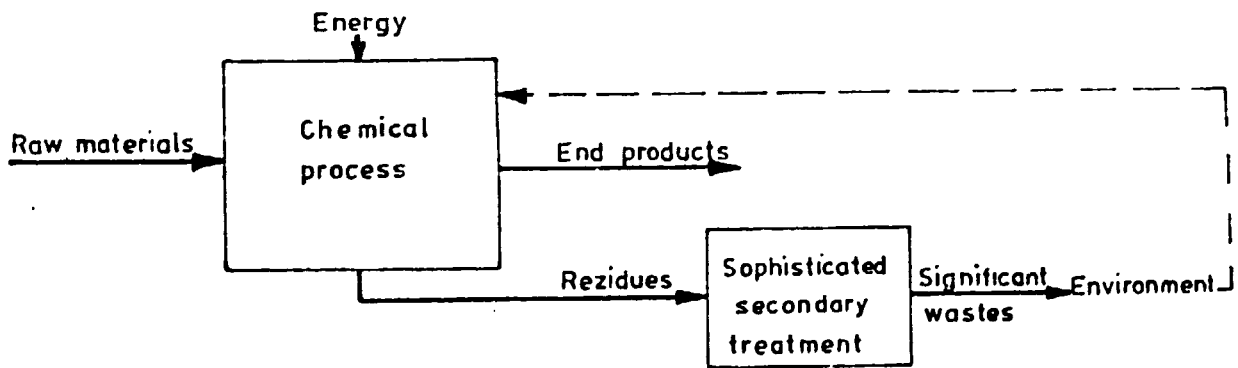 Energy
Chemical
process
Raw materials
End products
Rezidues
Sophisticated
secondary
treatment
Significant
wastes
Environment